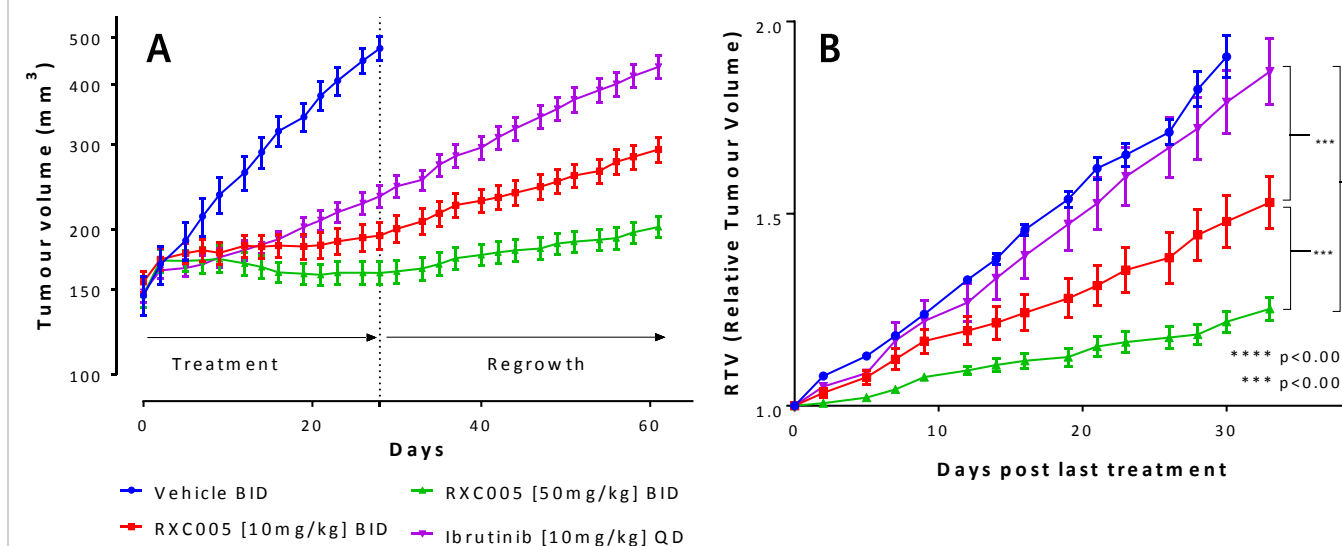 A
Tumour volume (mm³)
500
400
300
200
150
100
Treatment
Regrowth
0
20
40
60
Days
B
RTV (Relative Tumour Volume)
2.0
1.5
1.0
***
***
**** p<0.00
*** p<0.00
0
10
20
30
Days post last treatment
Vehicle BID
RXC005 [50mg/kg] BID
RXC005 [10mg/kg] BID
Ibrutinib [10mg/kg] QD